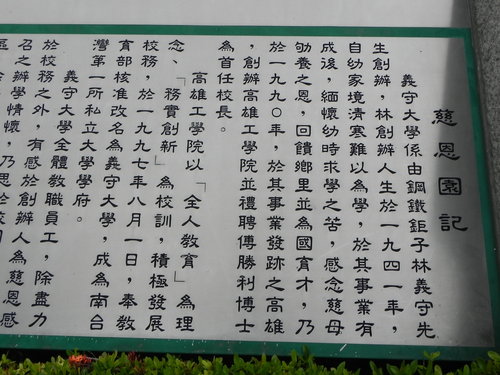 慈恩園記
義守大學係由鋼鐵鉅子林義守先
生創辦，林創辦人生於一九四一年，
自幼家境清寒難以為學，於其事業有
成後，緬懷幼時求學之苦，感念慈母
劬養之恩，回饋鄉里並為國育才，乃
於一九九〇年，於其事業發跡之高雄
，創辦高雄工學院並禮聘傅勝利博士
為首任校長。
高雄工學院以「全人教育」為理
念、「務實創新」為校訓，積極發展
校務，於一九九七年八月一日，奉教
育部核准改名為義守大學，成為南台
灣第一所私立大學學府。
義守大學全體教職員工，除盡力
於校務之外，有感於創辦人為慈恩感
召之辦學情懷，乃思於校園